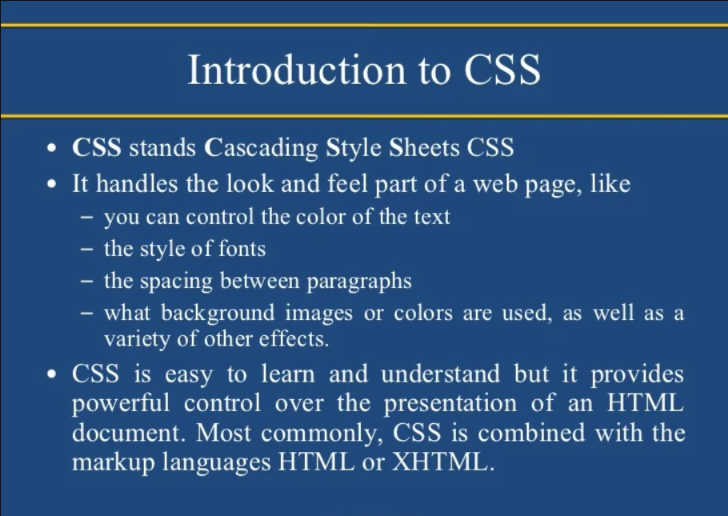 Introduction to CSS
• CSS stands Cascading Style Sheets CSS
• It handles the look and feel part of a web page, like
– you can control the color of the text
– the style of fonts
– the spacing between paragraphs
– what background images or colors are used, as well as a
variety of other effects.
• CSS is easy to learn and understand but it provides
powerful control over the presentation of an HTML
document. Most commonly, CSS is combined with the
markup languages HTML or XHTML.